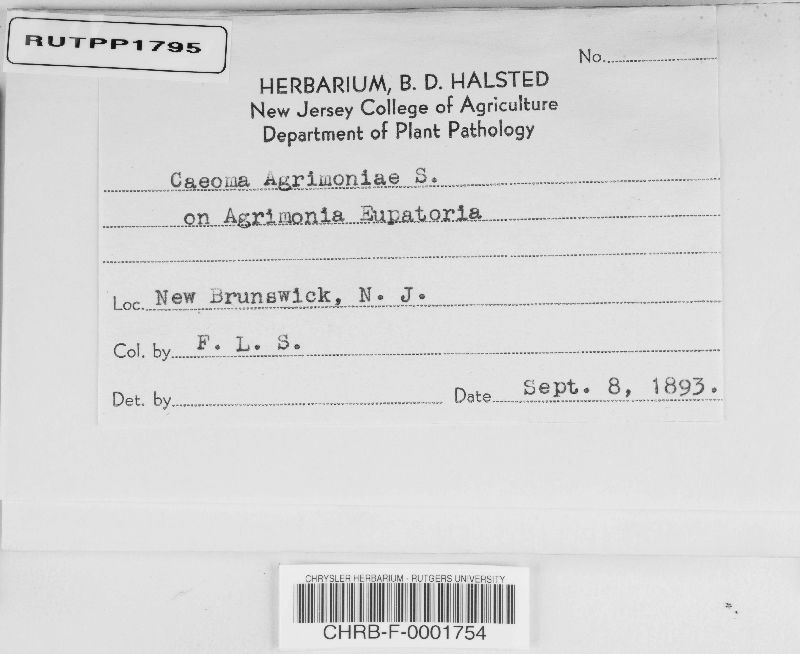 RUTPP1795
No.
HERBARIUM, B. D. HALSTED
New Jersey College of Agriculture
Department of Plant Pathology
Caeoma Agrimoniae S.
on Agrimonia Eupatoria
Loc. New Brunswick, N. J.
Col. by F. L. S.
Det. by Date Sept. 8, 1893.
CHRYSLER HERBARIUM - RUTGERS UNIVERSITY
CHRB-F-0001754